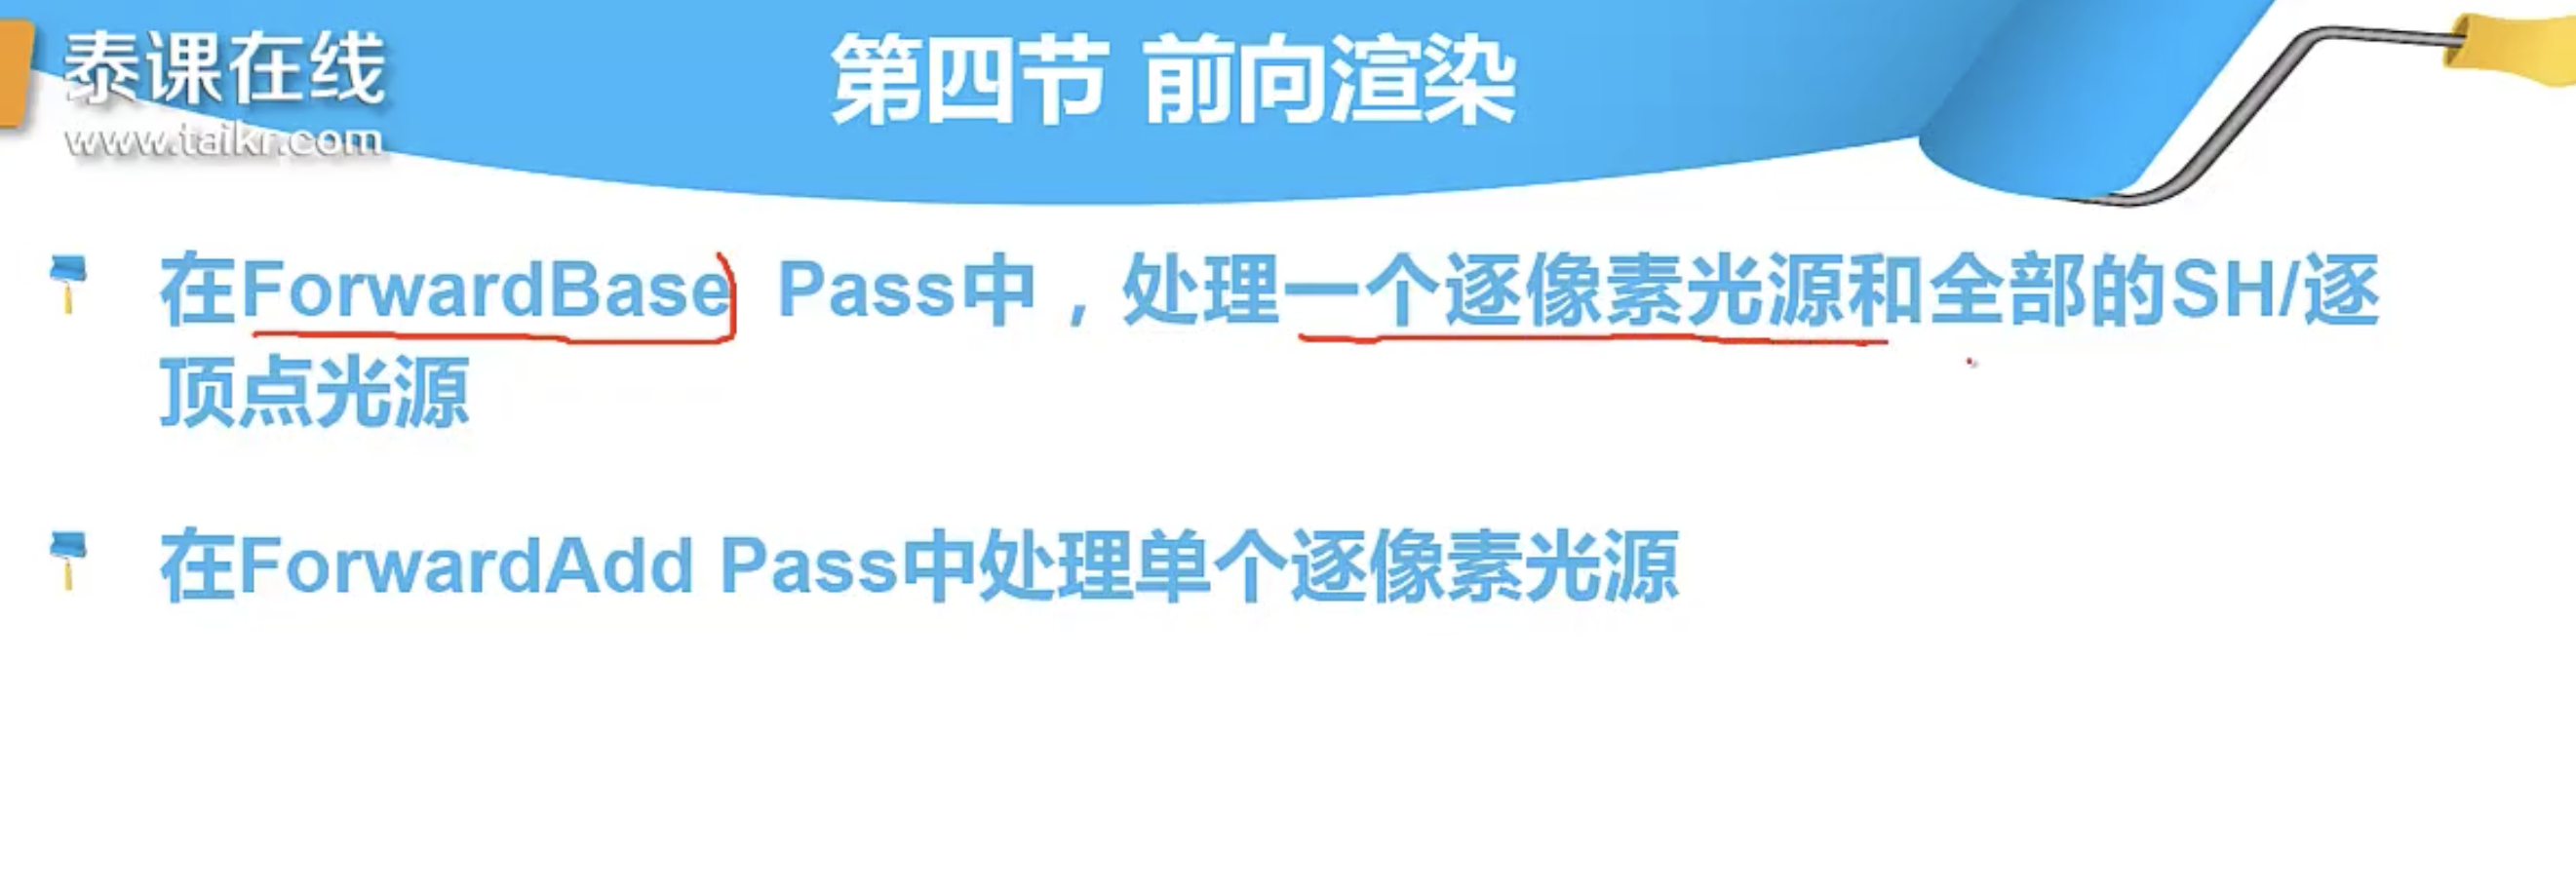 泰课在线
www.taikr.com
第四节 前向渲染
在ForwardBase Pass中，处理一个逐像素光源和全部的SH/逐
顶点光源
在ForwardAdd Pass中处理单个逐像素光源